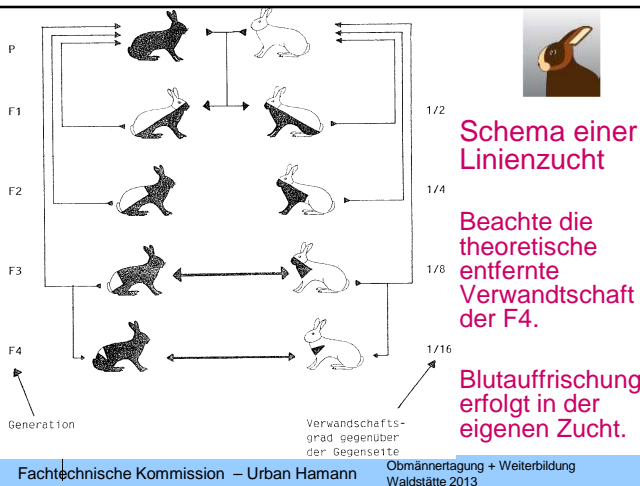 P
F1
1/2
F2
1/4
F3
1/8
F4
1/16
Generation
Verwandschafts-
grad gegenüber
der Gegenseite
Schema einer
Linienzucht
Beachte die
theoretische
entfernte
Verwandtschaft
der F4.
Blutauffrischung
erfolgt in der
eigenen Zucht.
Fachtechnische Kommission – Urban Hamann
Obmännertagung + Weiterbildung
Waldstätte 2013